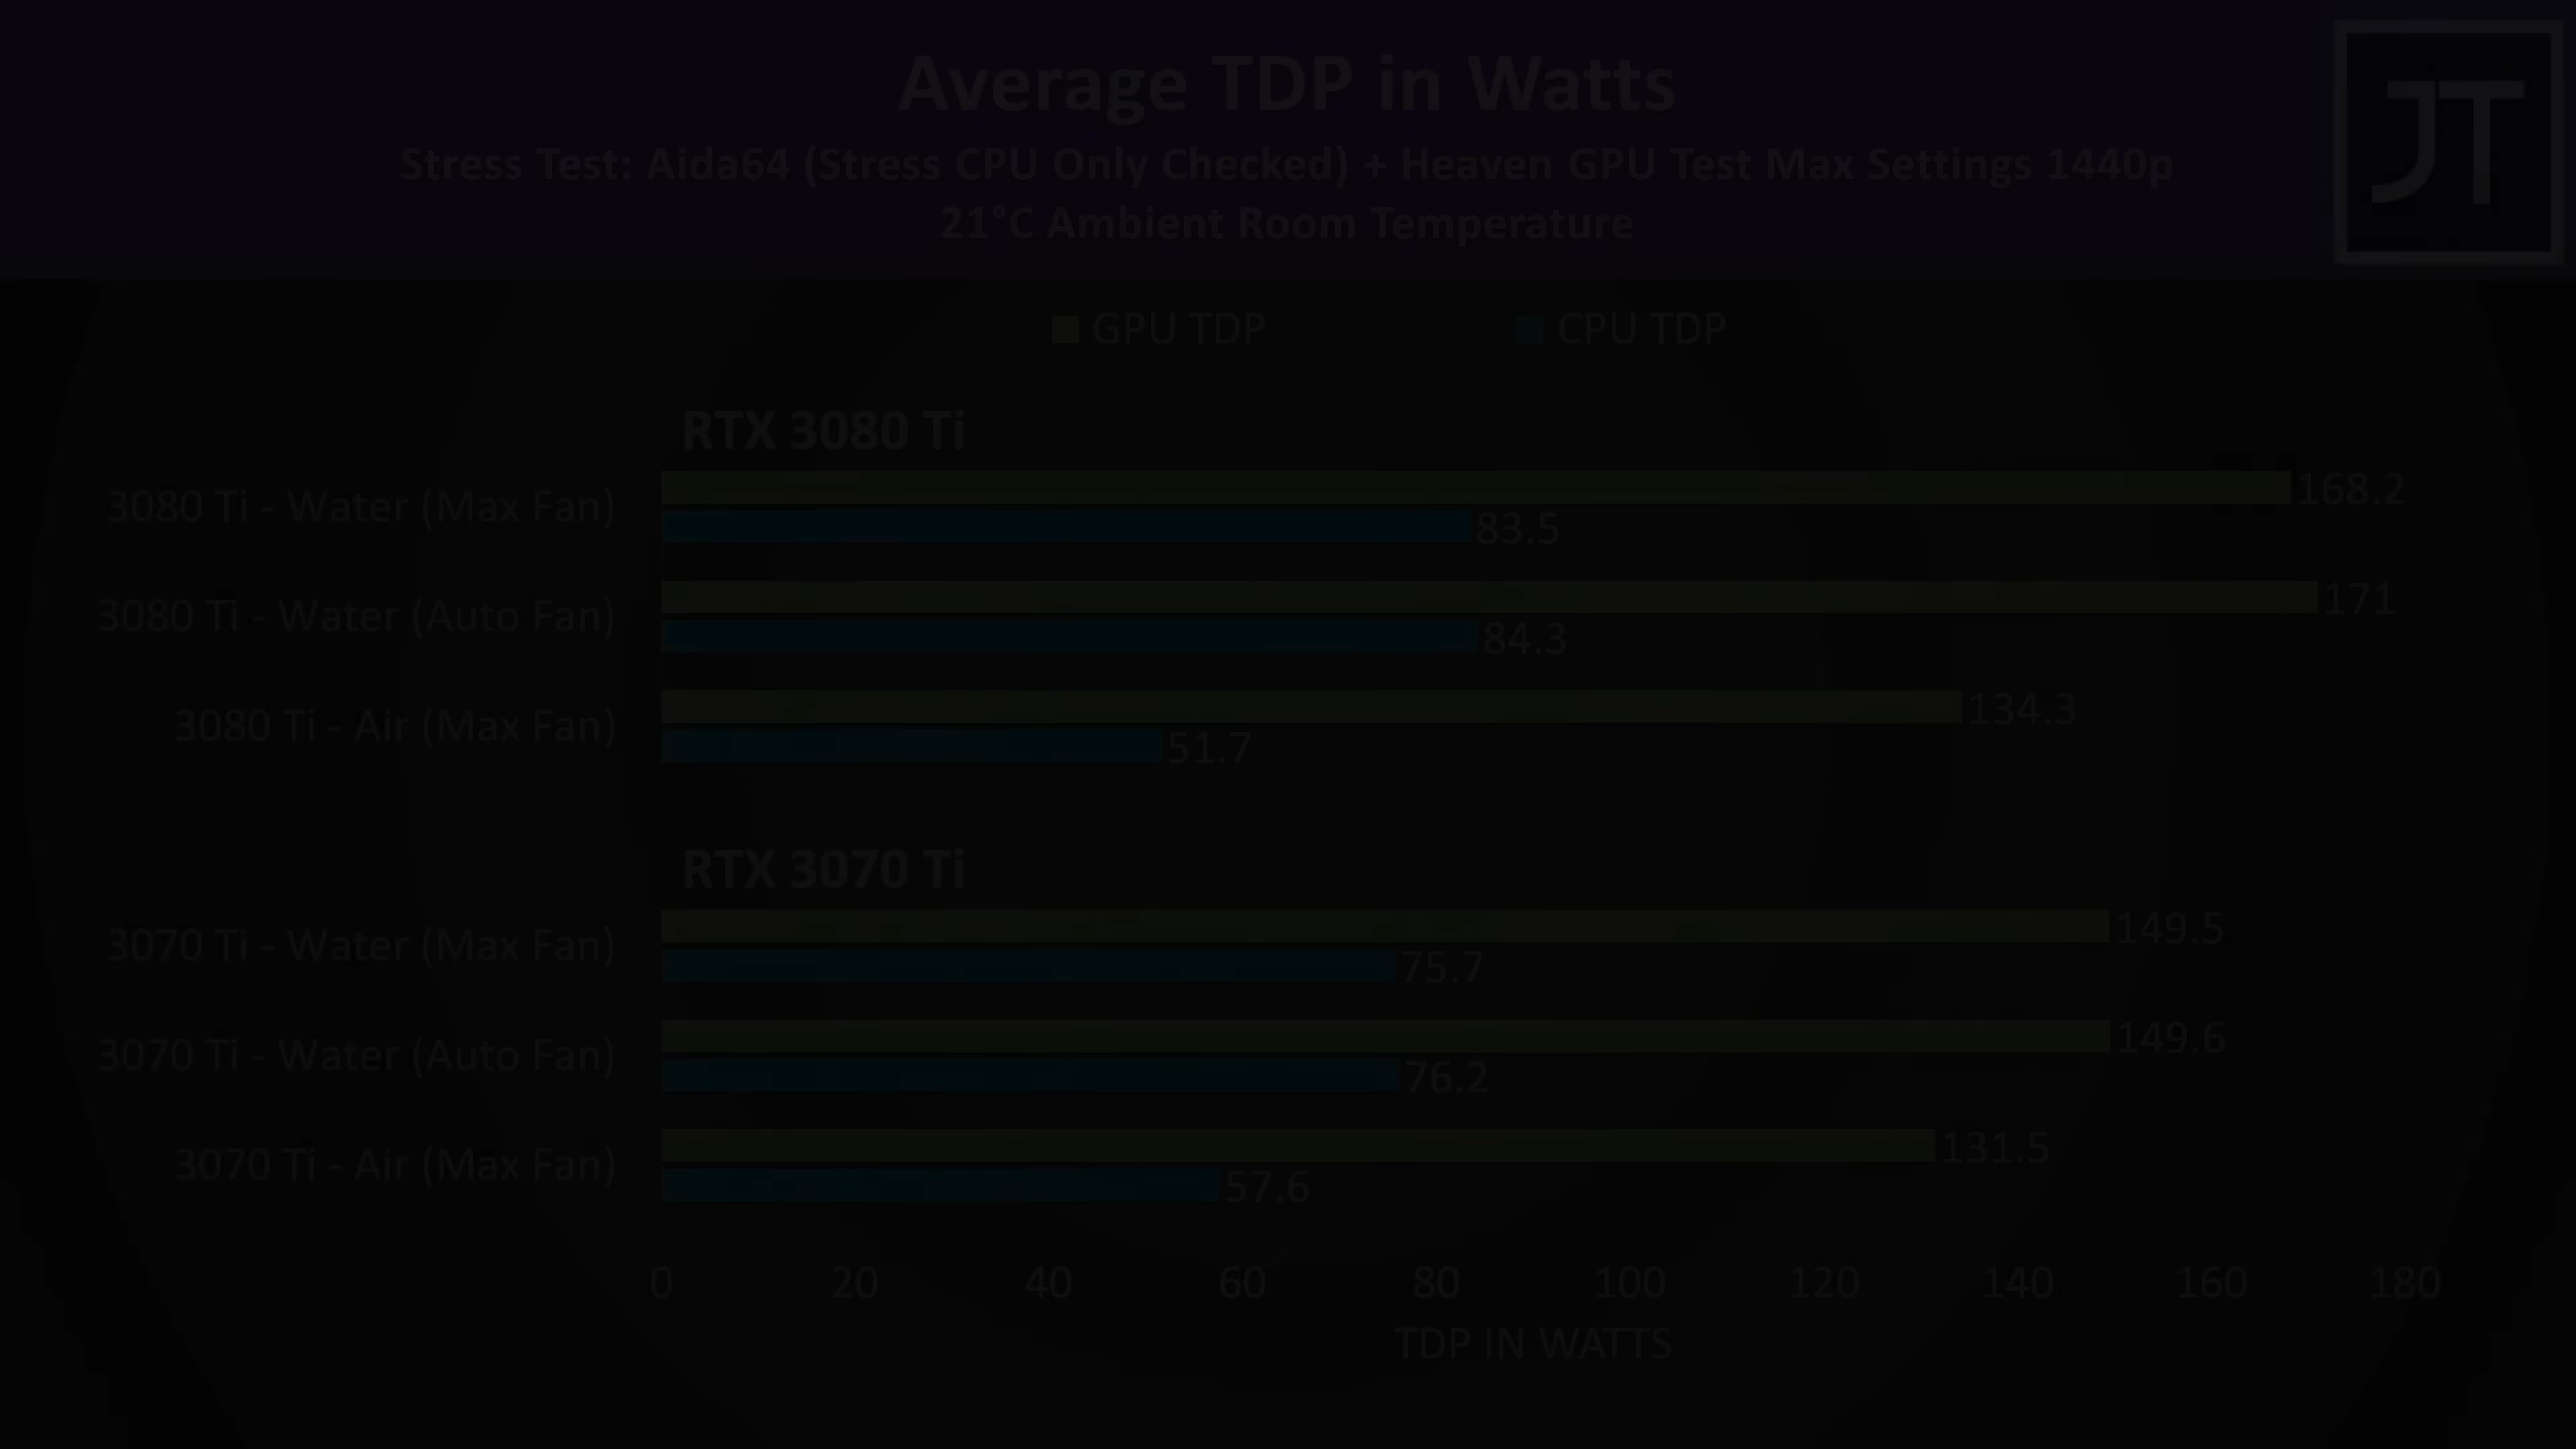 Average TDP in Watts
JT
Stress Test: Aida64 (Stress CPU Only Checked) + Heaven GPU Test Max Settings 1440p
21°C Ambient Room Temperature
GPU TDP
CPU TDP
RTX 3080 Ti
3080 Ti - Water (Max Fan)
168.2
83.5
3080 Ti - Water (Auto Fan)
171
84.3
3080 Ti - Air (Max Fan)
134.3
51.7
RTX 3070 Ti
3070 Ti - Water (Max Fan)
149.5
75.7
3070 Ti - Water (Auto Fan)
149.6
76.2
3070 Ti - Air (Max Fan)
131.5
57.6
0 20 40 60 80 100 120 140 160 180
TDP IN WATTS